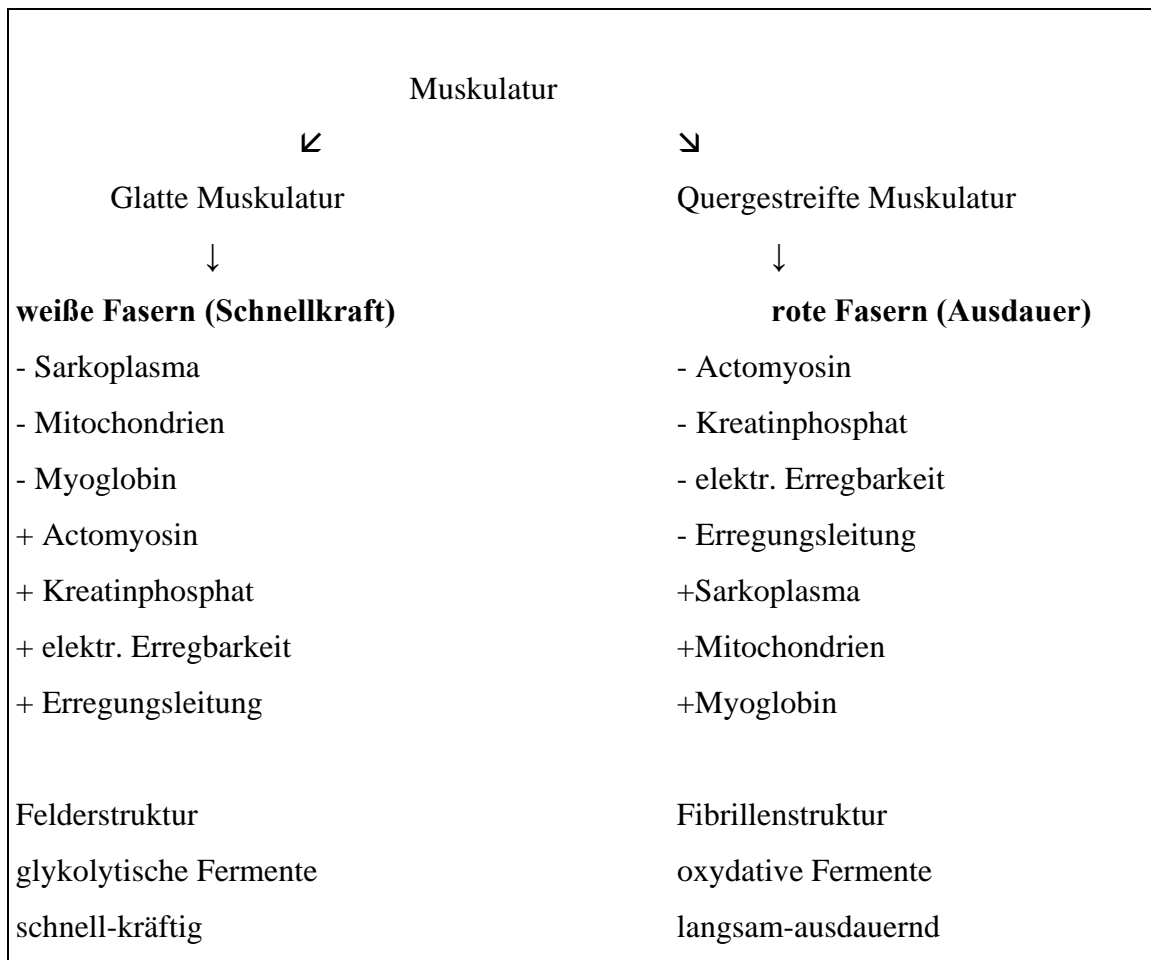 Muskulatur
↙ ↘
Glatte Muskulatur Quergestreifte Muskulatur
↓ ↓
weiße Fasern (Schnellkraft) rote Fasern (Ausdauer)
- Sarkoplasma - Actomyosin
- Mitochondrien - Kreatinphosphat
- Myoglobin - elektr. Erregbarkeit
+ Actomyosin - Erregungsleitung
+ Kreatinphosphat +Sarkoplasma
+ elektr. Erregbarkeit +Mitochondrien
+ Erregungsleitung +Myoglobin
Felderstruktur Fibrillenstruktur
glykolytische Fermente oxydative Fermente
schnell-kräftig langsam-ausdauernd